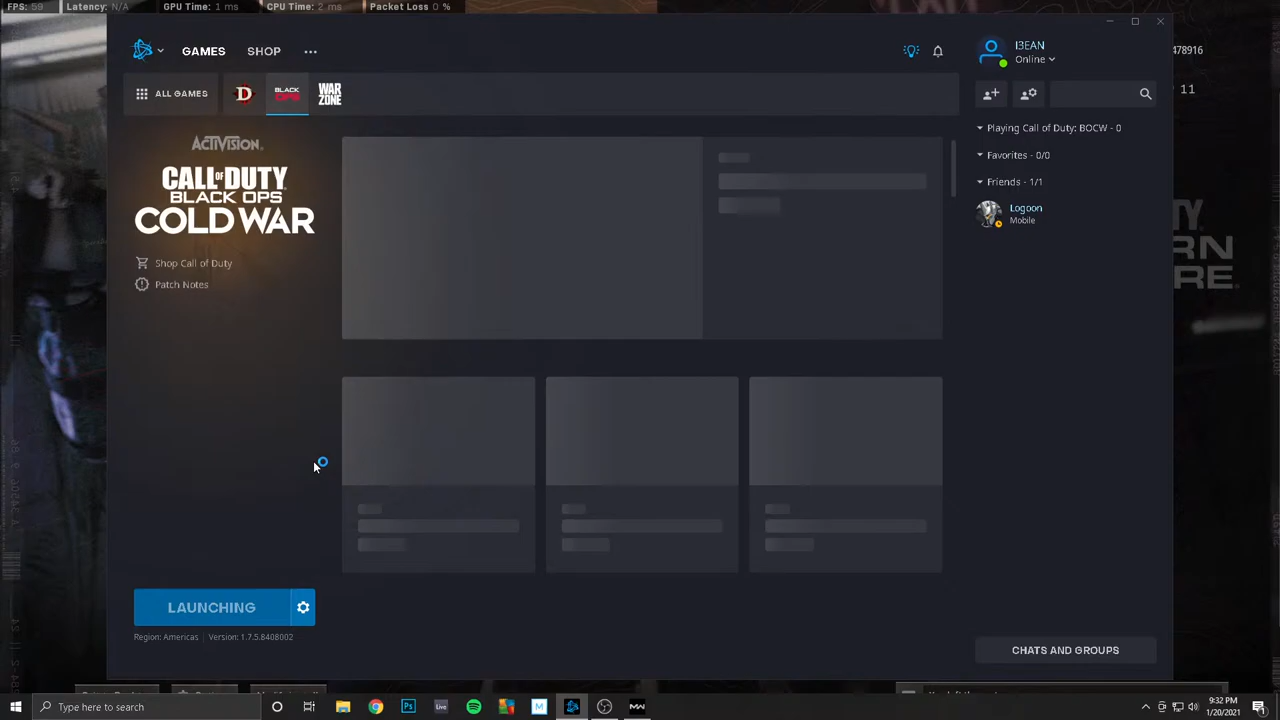 FPS: 59 Latency: N/A GPU Time: 1 ms CPU Time: 2 ms Packet Loss 0 %
GAMES SHOP
I3EAN
Online
478916
ALL GAMES
D
BLACK OPS
WAR ZONE
11
ACTIVISION
CALL OF DUTY
BLACK OPS
COLD WAR
Shop Call of Duty
Patch Notes
Playing Call of Duty: BOCW - 0
Favorites - 0/0
Friends - 1/1
Logoon
Mobile
LAUNCHING
Region: Americas Version: 1.7.5.8408002
CHATS AND GROUPS
Type here to search
Ps
Live
M
MW
9:32 PM
1/20/2021